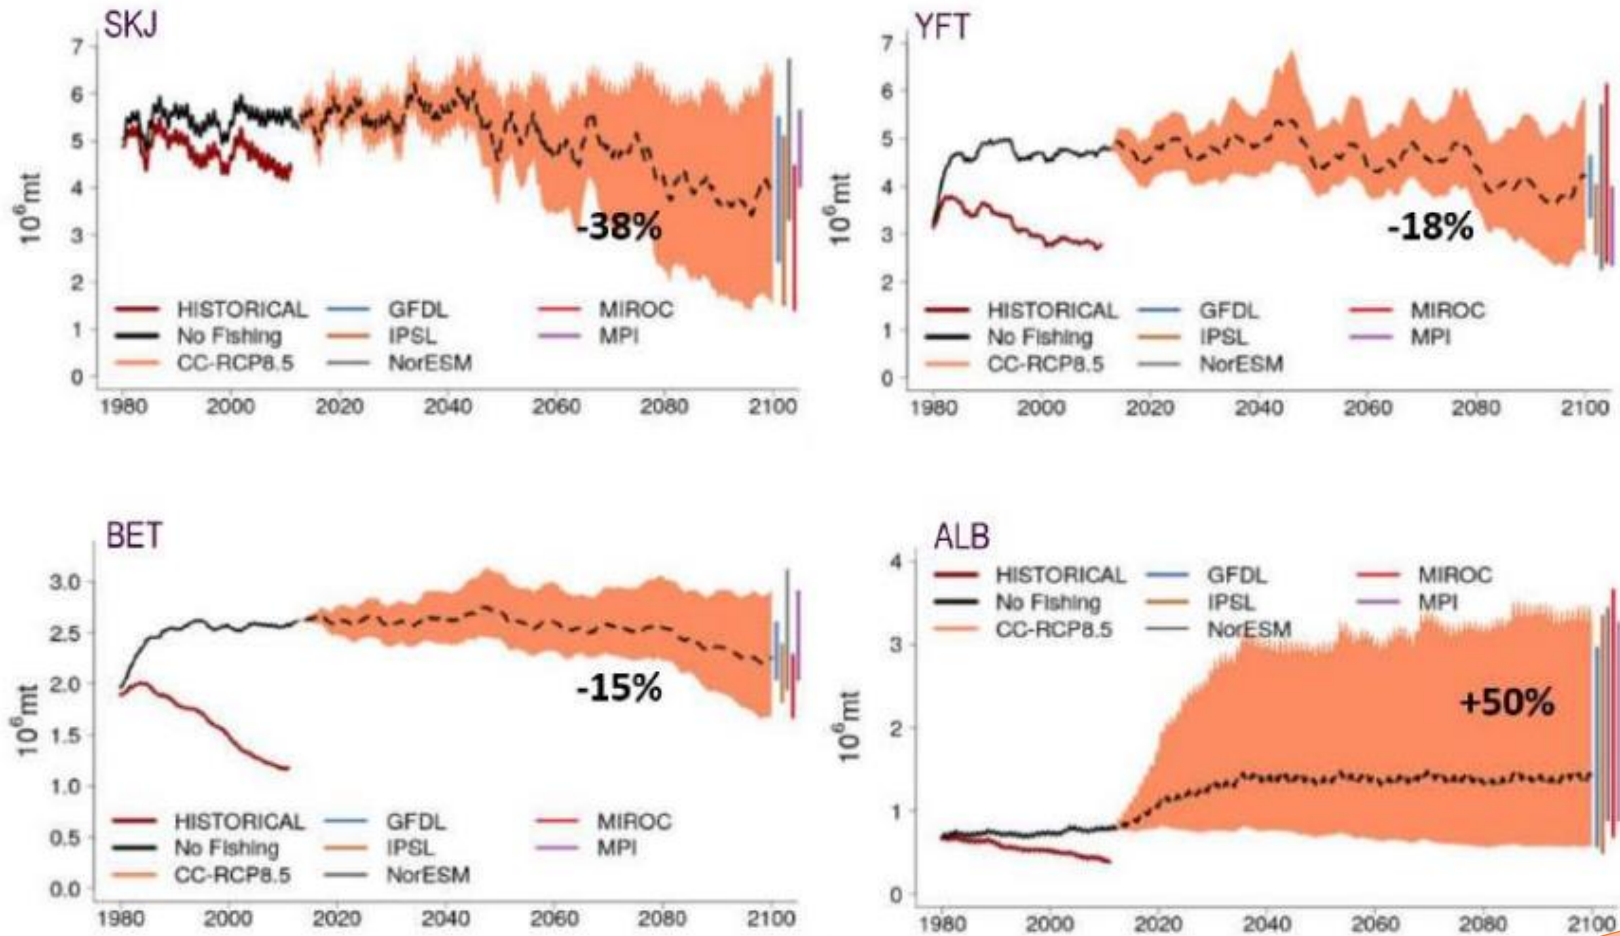 SKJ
7
6
5
4
3
2
1
0
10⁶mt
-38%
HISTORICAL GFDL MIROC
No Fishing IPSL MPI
CC-RCP8.5 NorESM
1980 2000 2020 2040 2060 2080 2100
YFT
7
6
5
4
3
2
1
0
10⁶mt
-18%
HISTORICAL GFDL MIROC
No Fishing IPSL MPI
CC-RCP8.5 NorESM
1980 2000 2020 2040 2060 2080 2100
BET
3.0
2.5
2.0
1.5
1.0
0.5
0.0
10⁶mt
-15%
HISTORICAL GFDL MIROC
No Fishing IPSL MPI
CC-RCP8.5 NorESM
1980 2000 2020 2040 2060 2080 2100
ALB
4
3
2
1
0
10⁶mt
HISTORICAL GFDL MIROC
No Fishing IPSL MPI
CC-RCP8.5 NorESM
+50%
1980 2000 2020 2040 2060 2080 2100